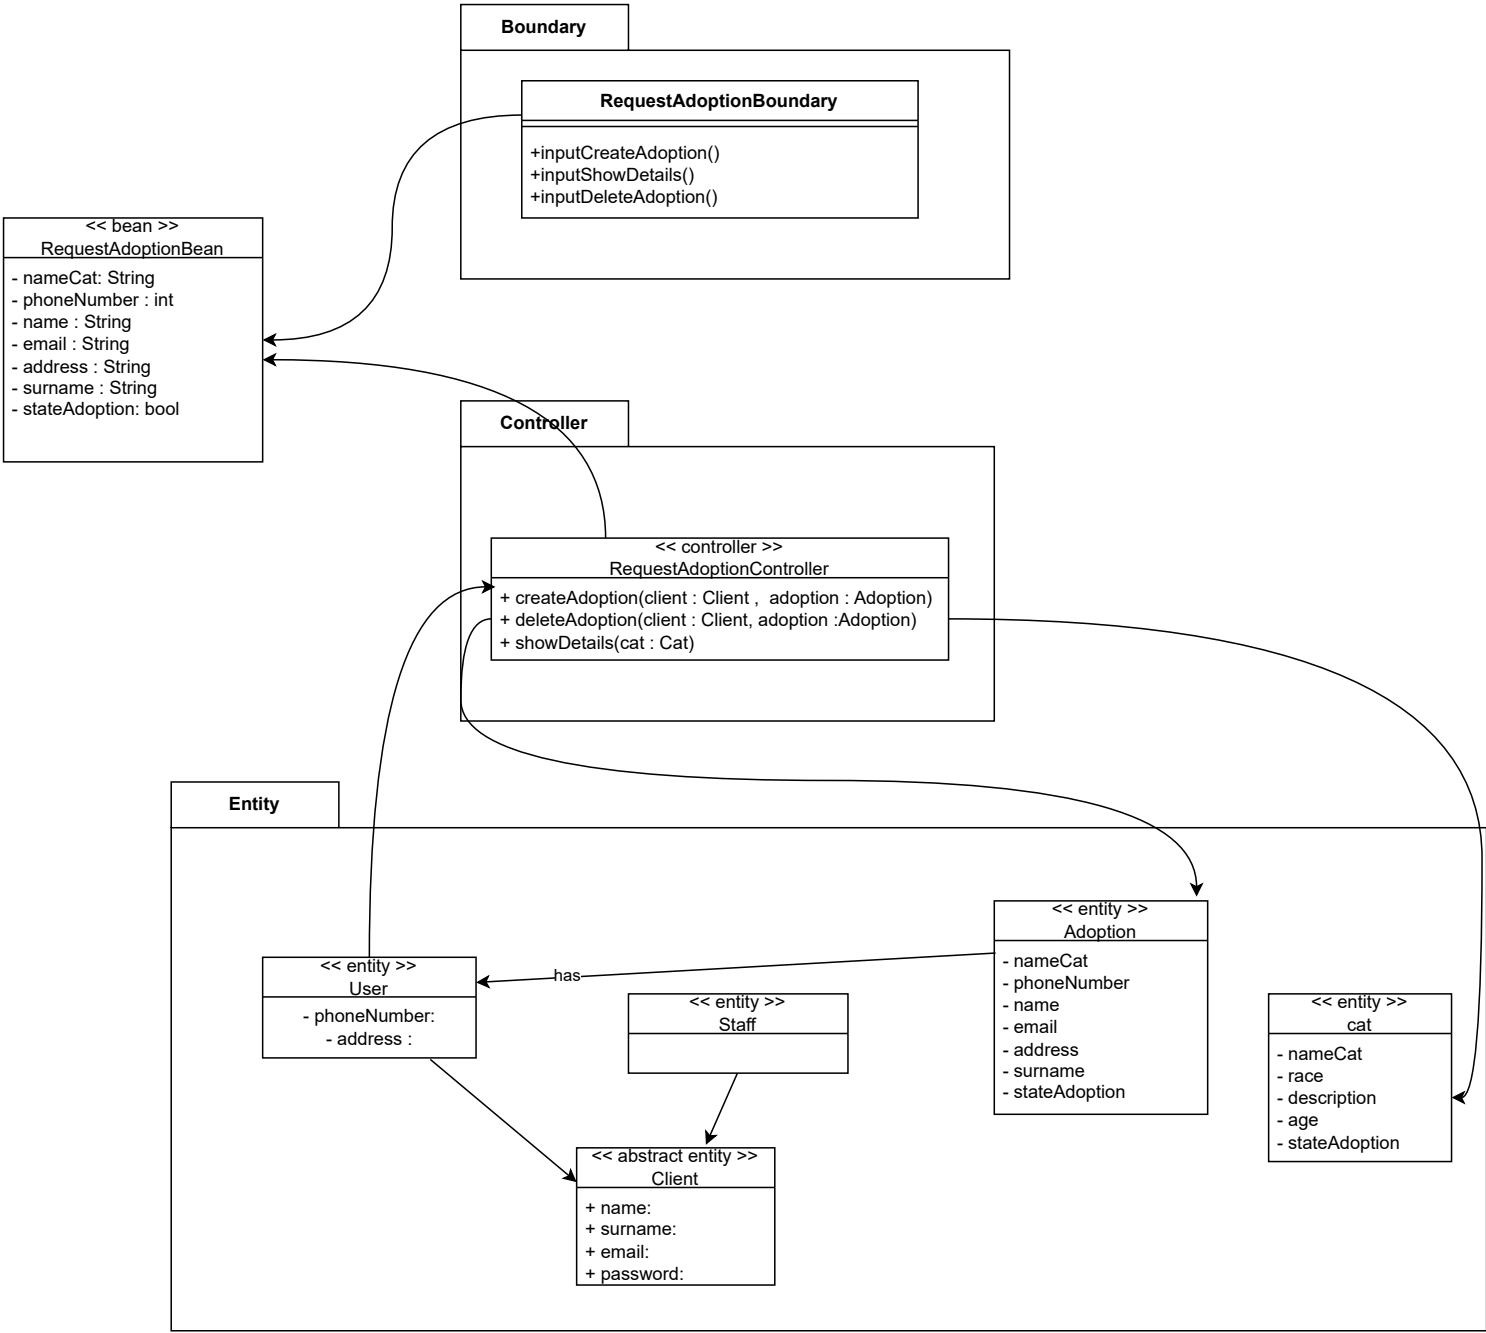 Boundary
RequestAdoptionBoundary
+inputCreateAdoption()
+inputShowDetails()
+inputDeleteAdoption()
<< bean >>
RequestAdoptionBean
- nameCat: String
- phoneNumber : int
- name : String
- email : String
- address : String
- surname : String
- stateAdoption: bool
Controller
<< controller >>
RequestAdoptionController
+ createAdoption(client : Client ,  adoption : Adoption)
+ deleteAdoption(client : Client, adoption :Adoption)
+ showDetails(cat : Cat)
Entity
<< entity >>
User
- phoneNumber:
- address :
has
<< entity >>
Staff
<< entity >>
Adoption
- nameCat
- phoneNumber
- name
- email
- address
- surname
- stateAdoption
<< entity >>
cat
- nameCat
- race
- description
- age
- stateAdoption
<< abstract entity >>
Client
+ name:
+ surname:
+ email:
+ password: